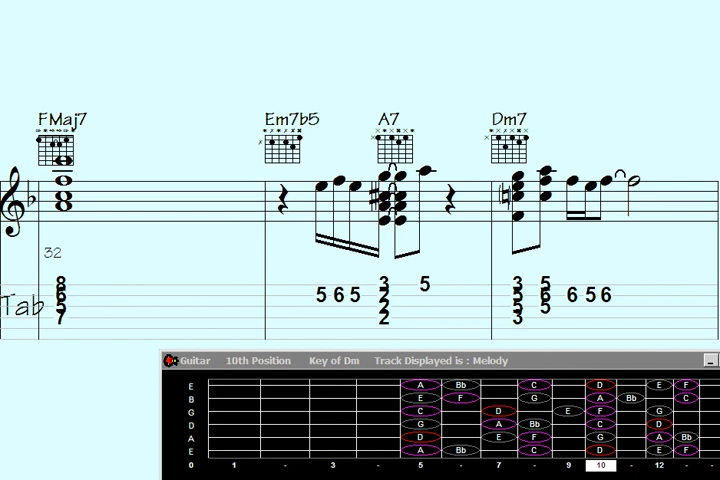 FMaj7 Em7b5 A7 Dm7
32
8 3 5 3 5
6 5 6 5 2 5 6 6 5 6
5 2 5 5
7 2 3
Tab
Guitar 10th Position Key of Dm Track Displayed is : Melody
E A Bb C D E F
B E F G A Bb C
G C D E F G
D G A Bb C D
A D E F G A Bb
E A Bb C D E F
0 1 - 3 - 5 - 7 - 9 10 - 12 - -